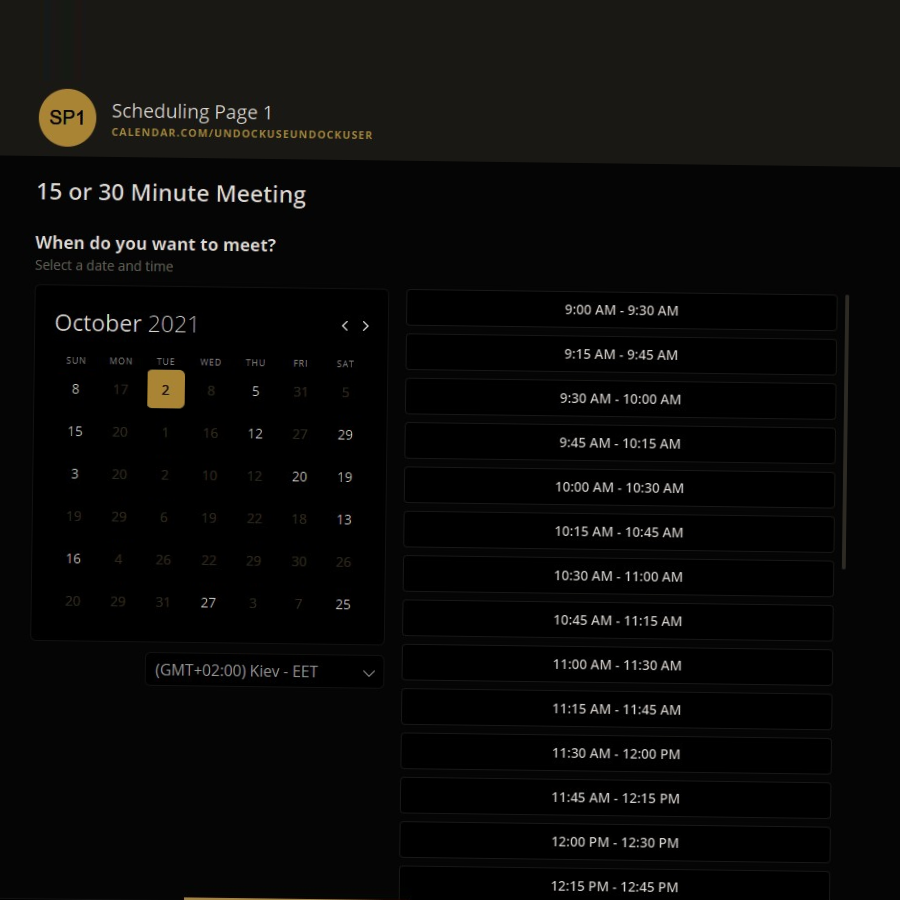 SP1
Scheduling Page 1
CALENDAR.COM/UNDOCKUSEUNDOCKUSER
15 or 30 Minute Meeting
When do you want to meet?
Select a date and time
October 2021
SUN MON TUE WED THU FRI SAT
8 17 2 8 5 31 5
15 20 1 16 12 27 29
3 20 2 10 12 20 19
19 29 6 19 22 18 13
16 4 26 22 29 30 26
20 29 31 27 3 7 25
(GMT+02:00) Kiev - EET
9:00 AM - 9:30 AM
9:15 AM - 9:45 AM
9:30 AM - 10:00 AM
9:45 AM - 10:15 AM
10:00 AM - 10:30 AM
10:15 AM - 10:45 AM
10:30 AM - 11:00 AM
10:45 AM - 11:15 AM
11:00 AM - 11:30 AM
11:15 AM - 11:45 AM
11:30 AM - 12:00 PM
11:45 AM - 12:15 PM
12:00 PM - 12:30 PM
12:15 PM - 12:45 PM